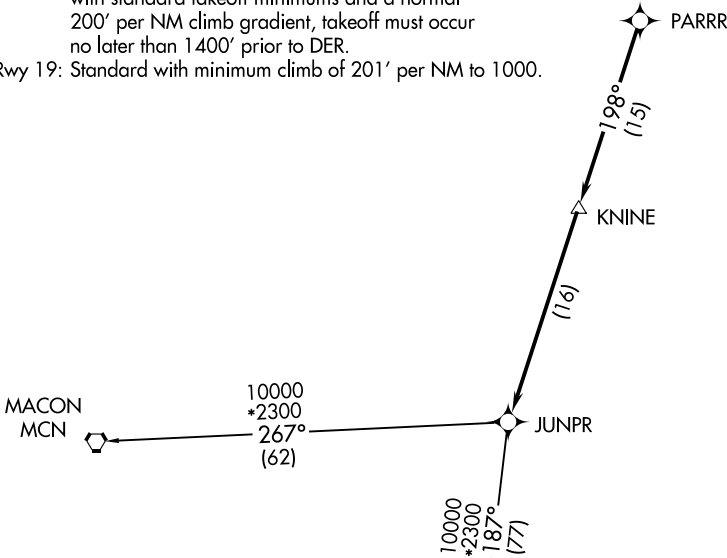 with standard takeoff minimums and a normal
200' per NM climb gradient, takeoff must occur
no later than 1400' prior to DER.
Rwy 19: Standard with minimum climb of 201' per NM to 1000.
PARRR
198°
(15)
KNINE
(16)
MACON
MCN
10000
*2300
267°
(62)
JUNPR
10000
*2300
187°
(77)